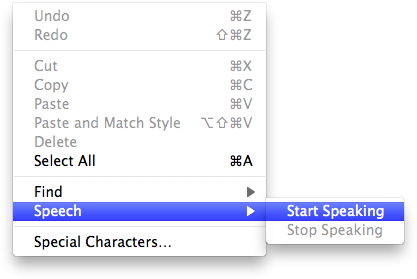 Undo ⌘Z
Redo ⇧⌘Z
Cut ⌘X
Copy ⌘C
Paste ⌘V
Paste and Match Style ⌥⇧⌘V
Delete
Select All ⌘A
Find
Speech Start Speaking
Stop Speaking
Special Characters...